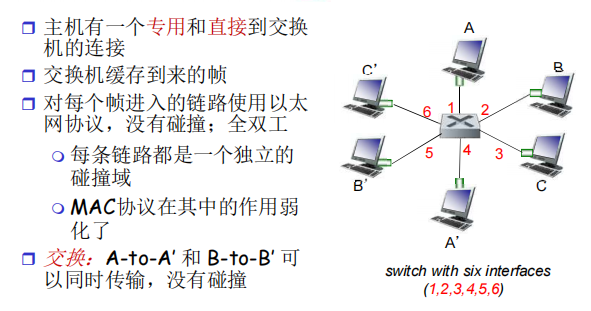 主机有一个专用和直接到交换
机的连接
交换机缓存到来的帧
对每个帧进入的链路使用以太
网协议，没有碰撞；全双工
每条链路都是一个独立的
碰撞域
MAC协议在其中的作用弱
化了
交换：A-to-A’ 和 B-to-B’ 可
以同时传输，没有碰撞
A
C’
B
6
1
2
5
4
3
B’
C
A’
switch with six interfaces
(1,2,3,4,5,6)